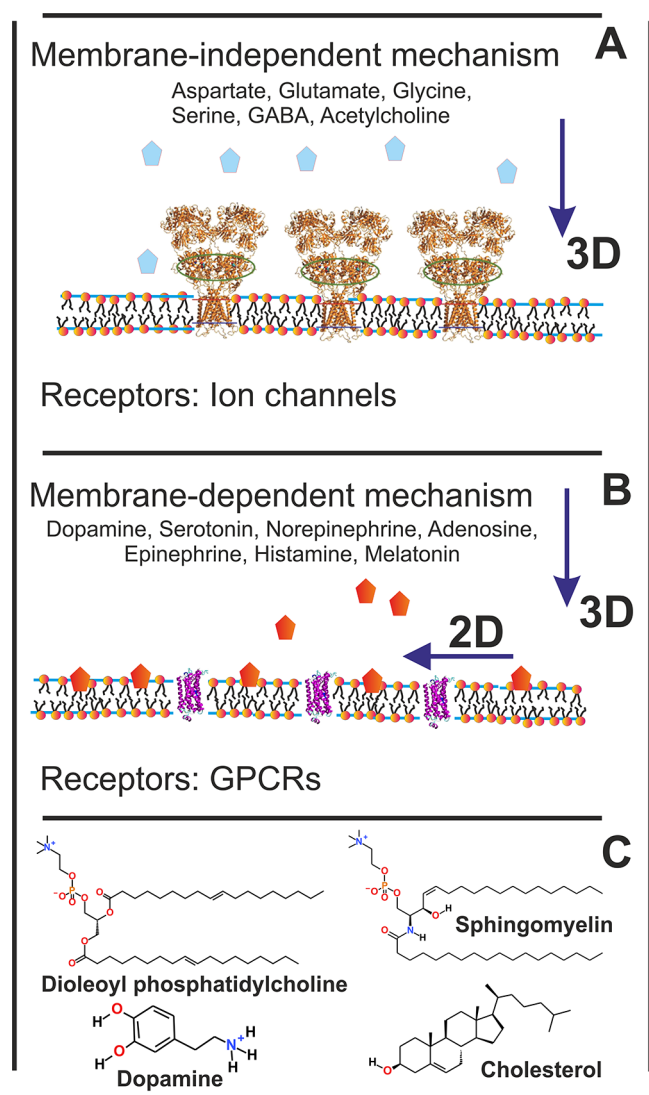 A
Membrane-independent mechanism
Aspartate, Glutamate, Glycine,
Serine, GABA, Acetylcholine
3D
Receptors: Ion channels
B
Membrane-dependent mechanism
Dopamine, Serotonin, Norepinephrine, Adenosine,
Epinephrine, Histamine, Melatonin
3D
2D
Receptors: GPCRs
C
N+
O
P
-O
O
O
O
O
O
Dioleoyl phosphatidylcholine
N+
O
P
-O
O
O
O
H
N
H
O
Sphingomyelin
H
O
O
H
H
N+
H
H
Dopamine
H
O
Cholesterol